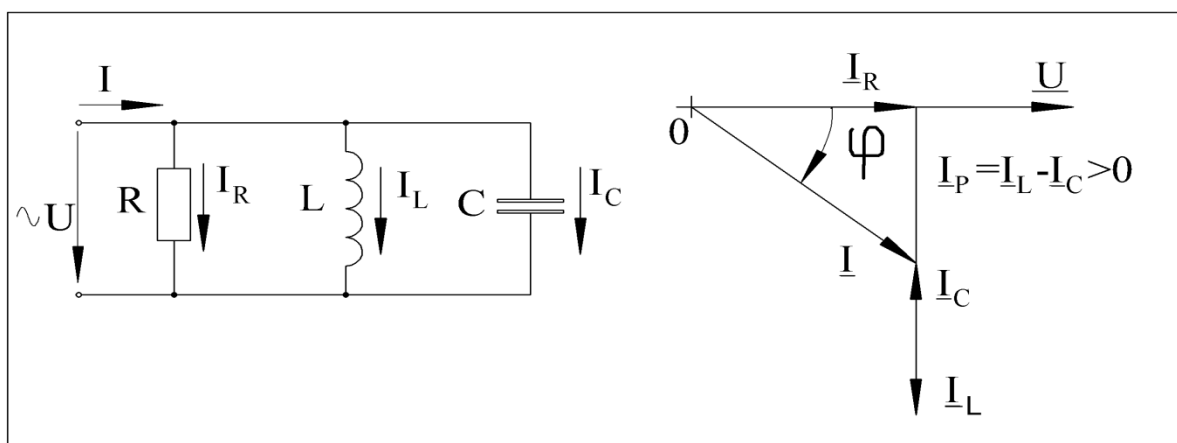 I
R
I_R
L
I_L
C
I_C
~U
0
I_R
U
φ
I_P=I_L-I_C>0
I
I_C
I_L